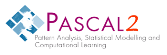 PASCAL2
Pattern Analysis, Statistical Modelling and
Computational Learning